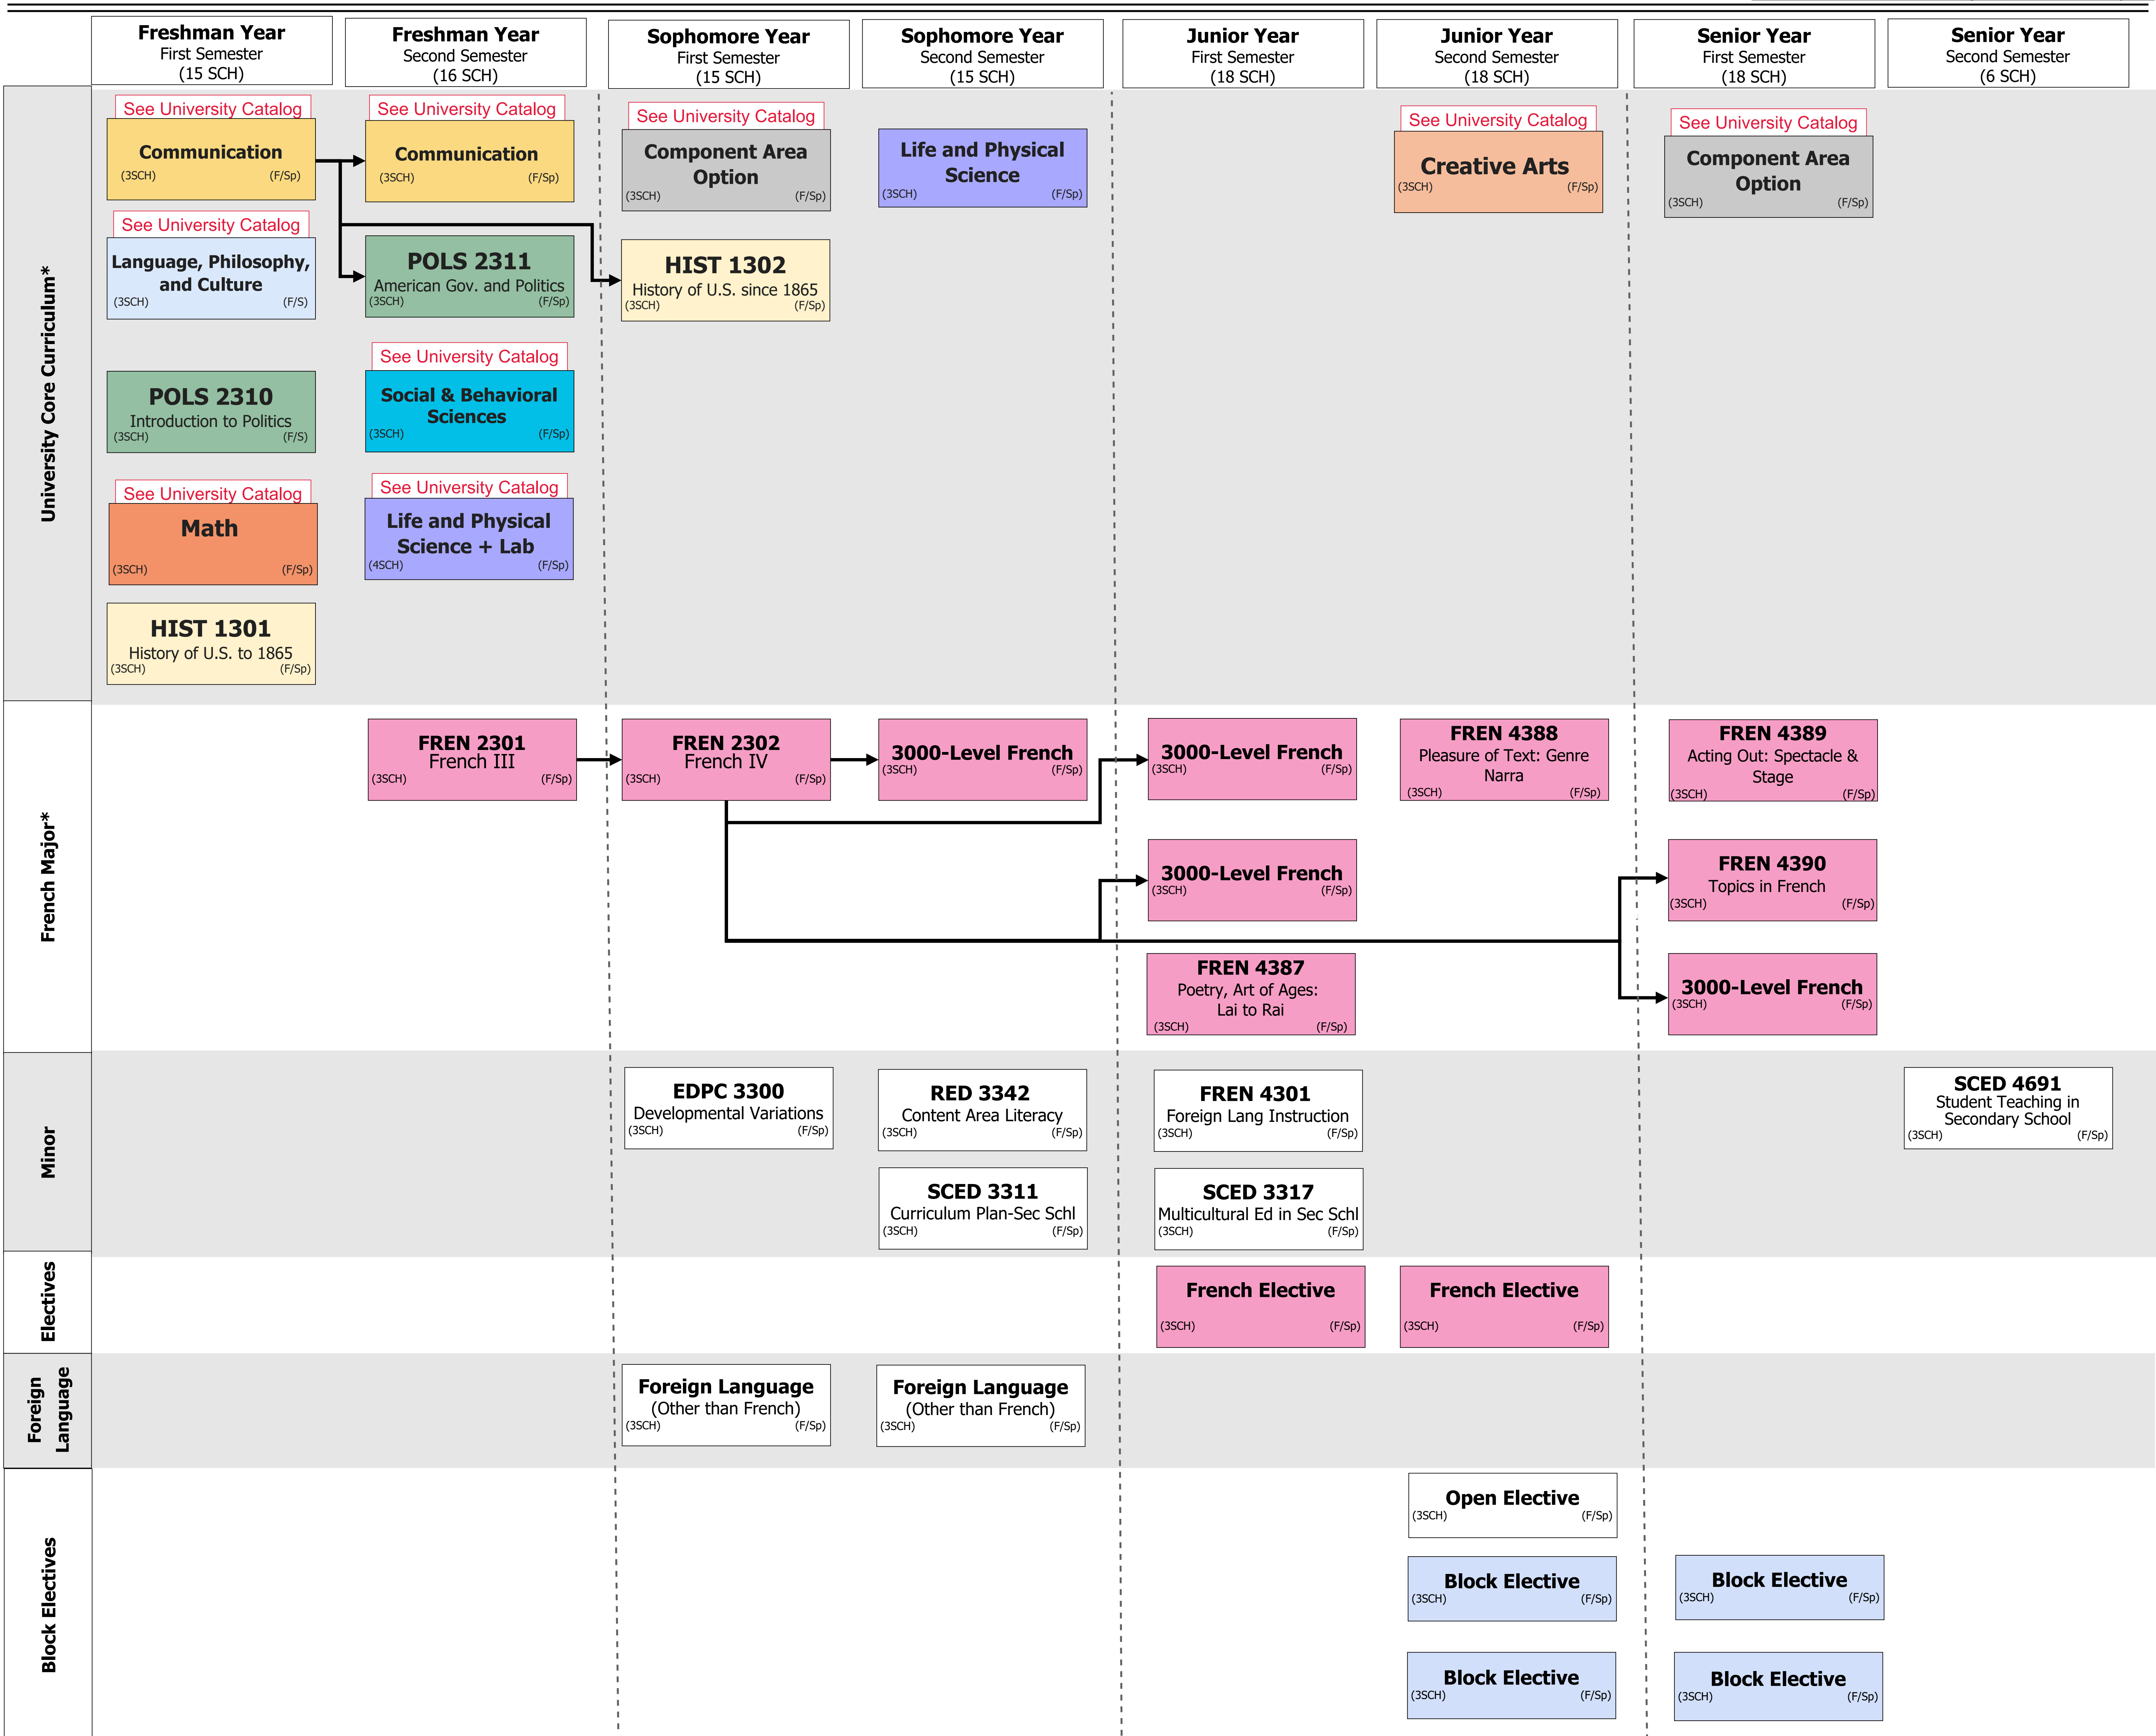 Freshman Year
First Semester
(15 SCH)
Freshman Year
Second Semester
(16 SCH)
Sophomore Year
First Semester
(15 SCH)
Sophomore Year
Second Semester
(15 SCH)
Junior Year
First Semester
(18 SCH)
Junior Year
Second Semester
(18 SCH)
Senior Year
First Semester
(18 SCH)
Senior Year
Second Semester
(6 SCH)
University Core Curriculum*
See University Catalog
Communication
(3SCH) (F/Sp)
See University Catalog
Communication
(3SCH) (F/Sp)
See University Catalog
Component Area
Option
(3SCH) (F/Sp)
Life and Physical
Science
(3SCH) (F/Sp)
See University Catalog
Creative Arts
(3SCH) (F/Sp)
See University Catalog
Component Area
Option
(3SCH) (F/Sp)
See University Catalog
Language, Philosophy,
and Culture
(3SCH) (F/S)
POLS 2311
American Gov. and Politics
(3SCH) (F/Sp)
HIST 1302
History of U.S. since 1865
(3SCH) (F/Sp)
POLS 2310
Introduction to Politics
(3SCH) (F/S)
See University Catalog
Social & Behavioral
Sciences
(3SCH) (F/Sp)
See University Catalog
Math
(3SCH) (F/Sp)
See University Catalog
Life and Physical
Science + Lab
(4SCH) (F/Sp)
HIST 1301
History of U.S. to 1865
(3SCH) (F/Sp)
French Major*
FREN 2301
French III
(3SCH) (F/Sp)
FREN 2302
French IV
(3SCH) (F/Sp)
3000-Level French
(3SCH) (F/Sp)
3000-Level French
(3SCH) (F/Sp)
FREN 4388
Pleasure of Text: Genre
Narra
(3SCH) (F/Sp)
FREN 4389
Acting Out: Spectacle &
Stage
(3SCH) (F/Sp)
3000-Level French
(3SCH) (F/Sp)
FREN 4390
Topics in French
(3SCH) (F/Sp)
FREN 4387
Poetry, Art of Ages:
Lai to Rai
(3SCH) (F/Sp)
3000-Level French
(3SCH) (F/Sp)
Minor
EDPC 3300
Developmental Variations
(3SCH) (F/Sp)
RED 3342
Content Area Literacy
(3SCH) (F/Sp)
FREN 4301
Foreign Lang Instruction
(3SCH) (F/Sp)
SCED 4691
Student Teaching in
Secondary School
(3SCH) (F/Sp)
SCED 3311
Curriculum Plan-Sec Schl
(3SCH) (F/Sp)
SCED 3317
Multicultural Ed in Sec Schl
(3SCH) (F/Sp)
Electives
French Elective
(3SCH) (F/Sp)
French Elective
(3SCH) (F/Sp)
Foreign
Language
Foreign Language
(Other than French)
(3SCH) (F/Sp)
Foreign Language
(Other than French)
(3SCH) (F/Sp)
Block Electives
Open Elective
(3SCH) (F/Sp)
Block Elective
(3SCH) (F/Sp)
Block Elective
(3SCH) (F/Sp)
Block Elective
(3SCH) (F/Sp)
Block Elective
(3SCH) (F/Sp)